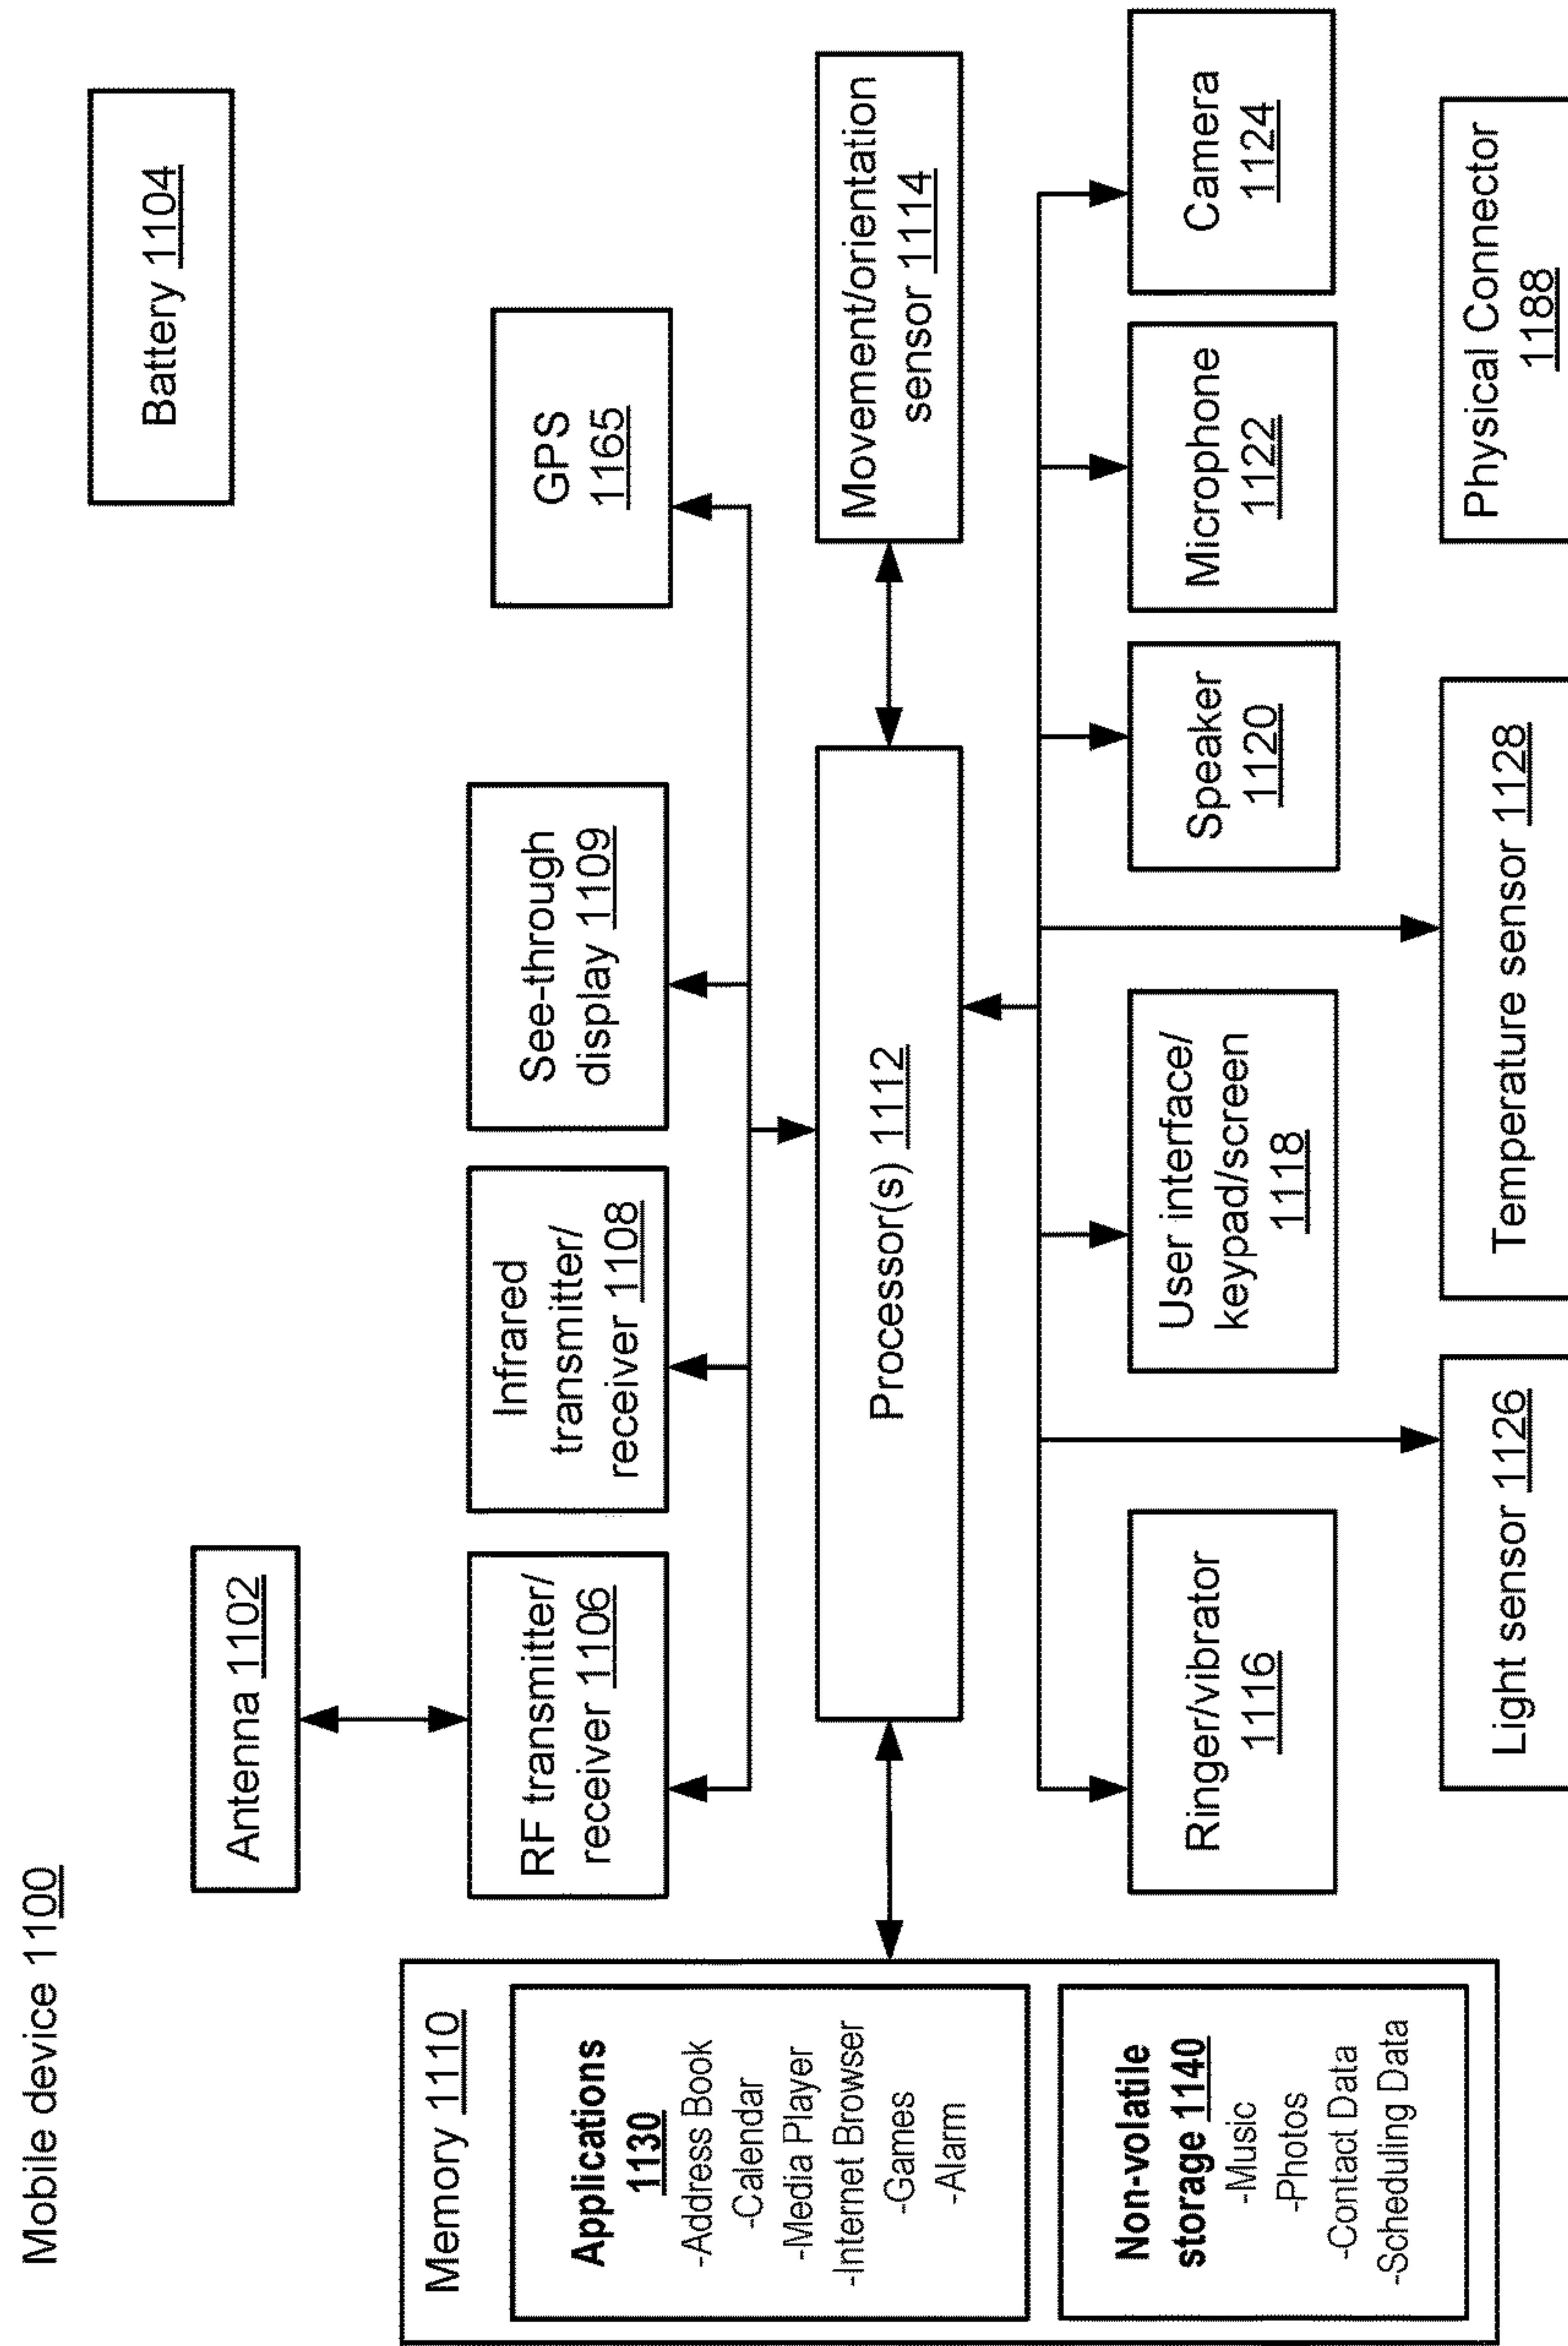 Mobile device 1100
Antenna 1102
Battery 1104
Memory 1110
Applications
1130
-Address Book
-Calendar
-Media Player
-Internet Browser
-Games
-Alarm
Non-volatile
storage 1140
-Music
-Photos
-Contact Data
-Scheduling Data
RF transmitter/
receiver 1106
Infrared
transmitter/
receiver 1108
See-through
display 1109
GPS
1165
Processor(s) 1112
Movement/orientation
sensor 1114
Ringer/vibrator
1116
User interface/
keypad/screen
1118
Speaker
1120
Microphone
1122
Camera
1124
Light sensor 1126
Temperature sensor 1128
Physical Connector
1188